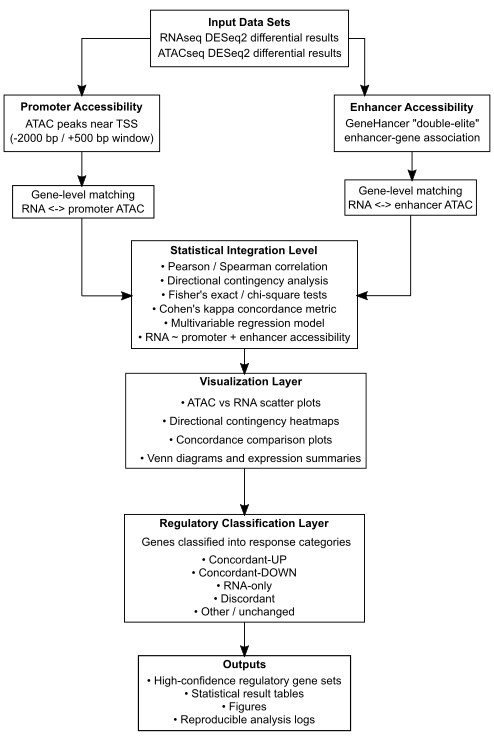 Input Data Sets
RNAseq DESeq2 differential results
ATACseq DESeq2 differential results
Promoter Accessibility
ATAC peaks near TSS
(-2000 bp / +500 bp window)
Enhancer Accessibility
GeneHancer "double-elite"
enhancer-gene association
Gene-level matching
RNA <-> promoter ATAC
Gene-level matching
RNA <-> enhancer ATAC
Statistical Integration Level
• Pearson / Spearman correlation
• Directional contingency analysis
• Fisher's exact / chi-square tests
• Cohen's kappa concordance metric
• Multivariable regression model
• RNA ~ promoter + enhancer accessibility
Visualization Layer
• ATAC vs RNA scatter plots
• Directional contingency heatmaps
• Concordance comparison plots
• Venn diagrams and expression summaries
Regulatory Classification Layer
Genes classified into response categories
• Concordant-UP
• Concordant-DOWN
• RNA-only
• Discordant
• Other / unchanged
Outputs
• High-confidence regulatory gene sets
• Statistical result tables
• Figures
• Reproducible analysis logs